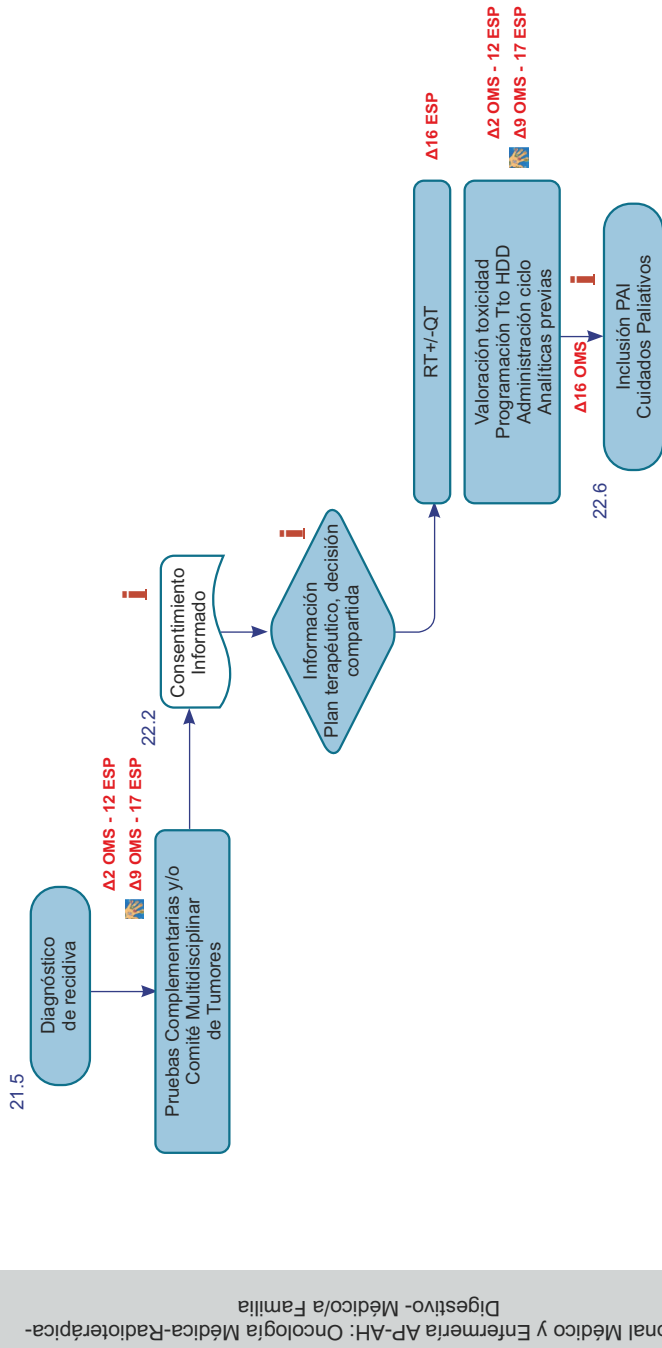 21.5
Diagnóstico
de recidiva
Δ2 OMS - 12 ESP
Δ9 OMS - 17 ESP
Pruebas Complementarias y/o
Comité Multidisciplinar
de Tumores
22.2
Consentimiento
Informado
Información
Plan terapéutico, decisión
compartida
RT+/-QT
Δ16 ESP
Valoración toxicidad
Programación Tto HDD
Administración ciclo
Analíticas previas
Δ2 OMS - 12 ESP
Δ9 OMS - 17 ESP
Δ16 OMS
22.6
Inclusión PAI
Cuidados Paliativos
Médico y Enfermería AP-AH: Oncología Médica-Radioterápica-
Digestivo- Médico/a Familia